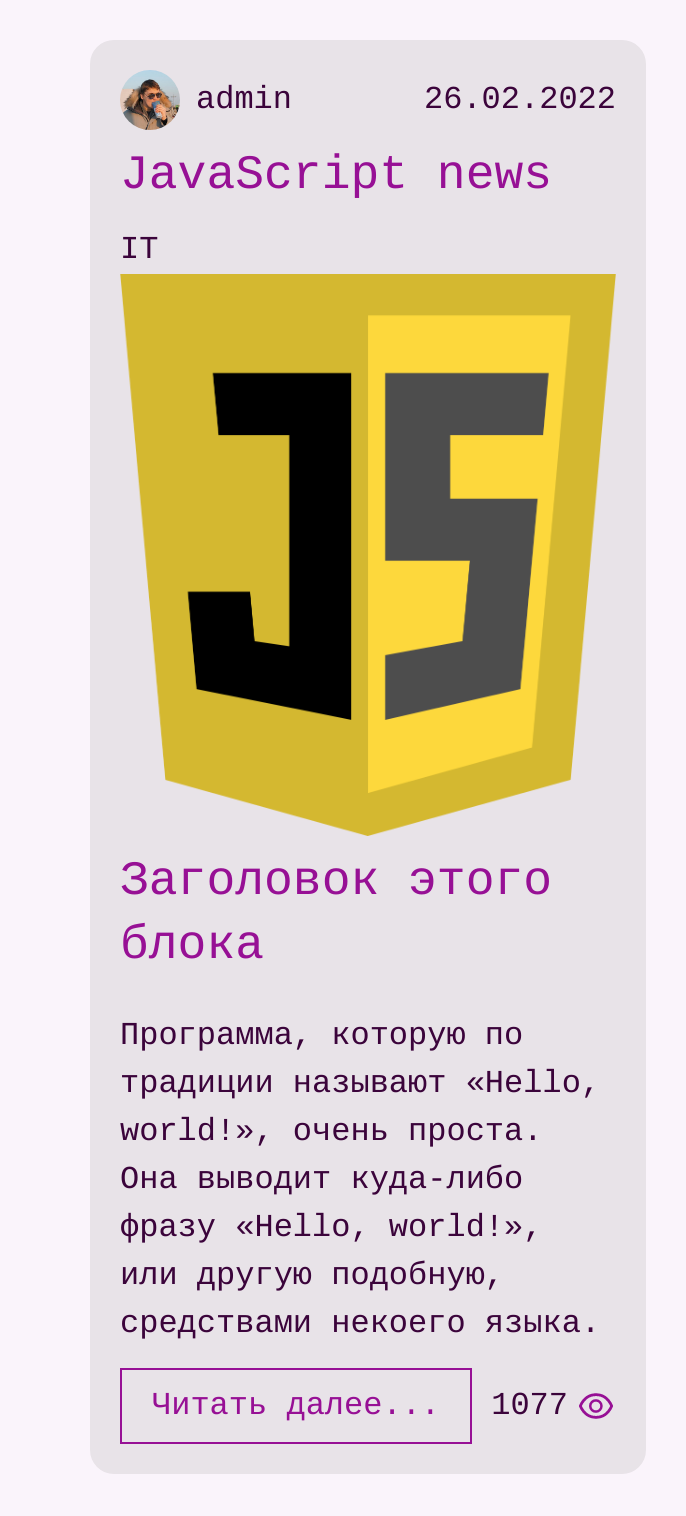 admin 26.02.2022
JavaScript news
IT
JS
Заголовок этого
блока
Программа, которую по
традиции называют «Hello,
world!», очень проста.
Она выводит куда-либо
фразу «Hello, world!»,
или другую подобную,
средствами некоего языка.
Читать далее... 1077